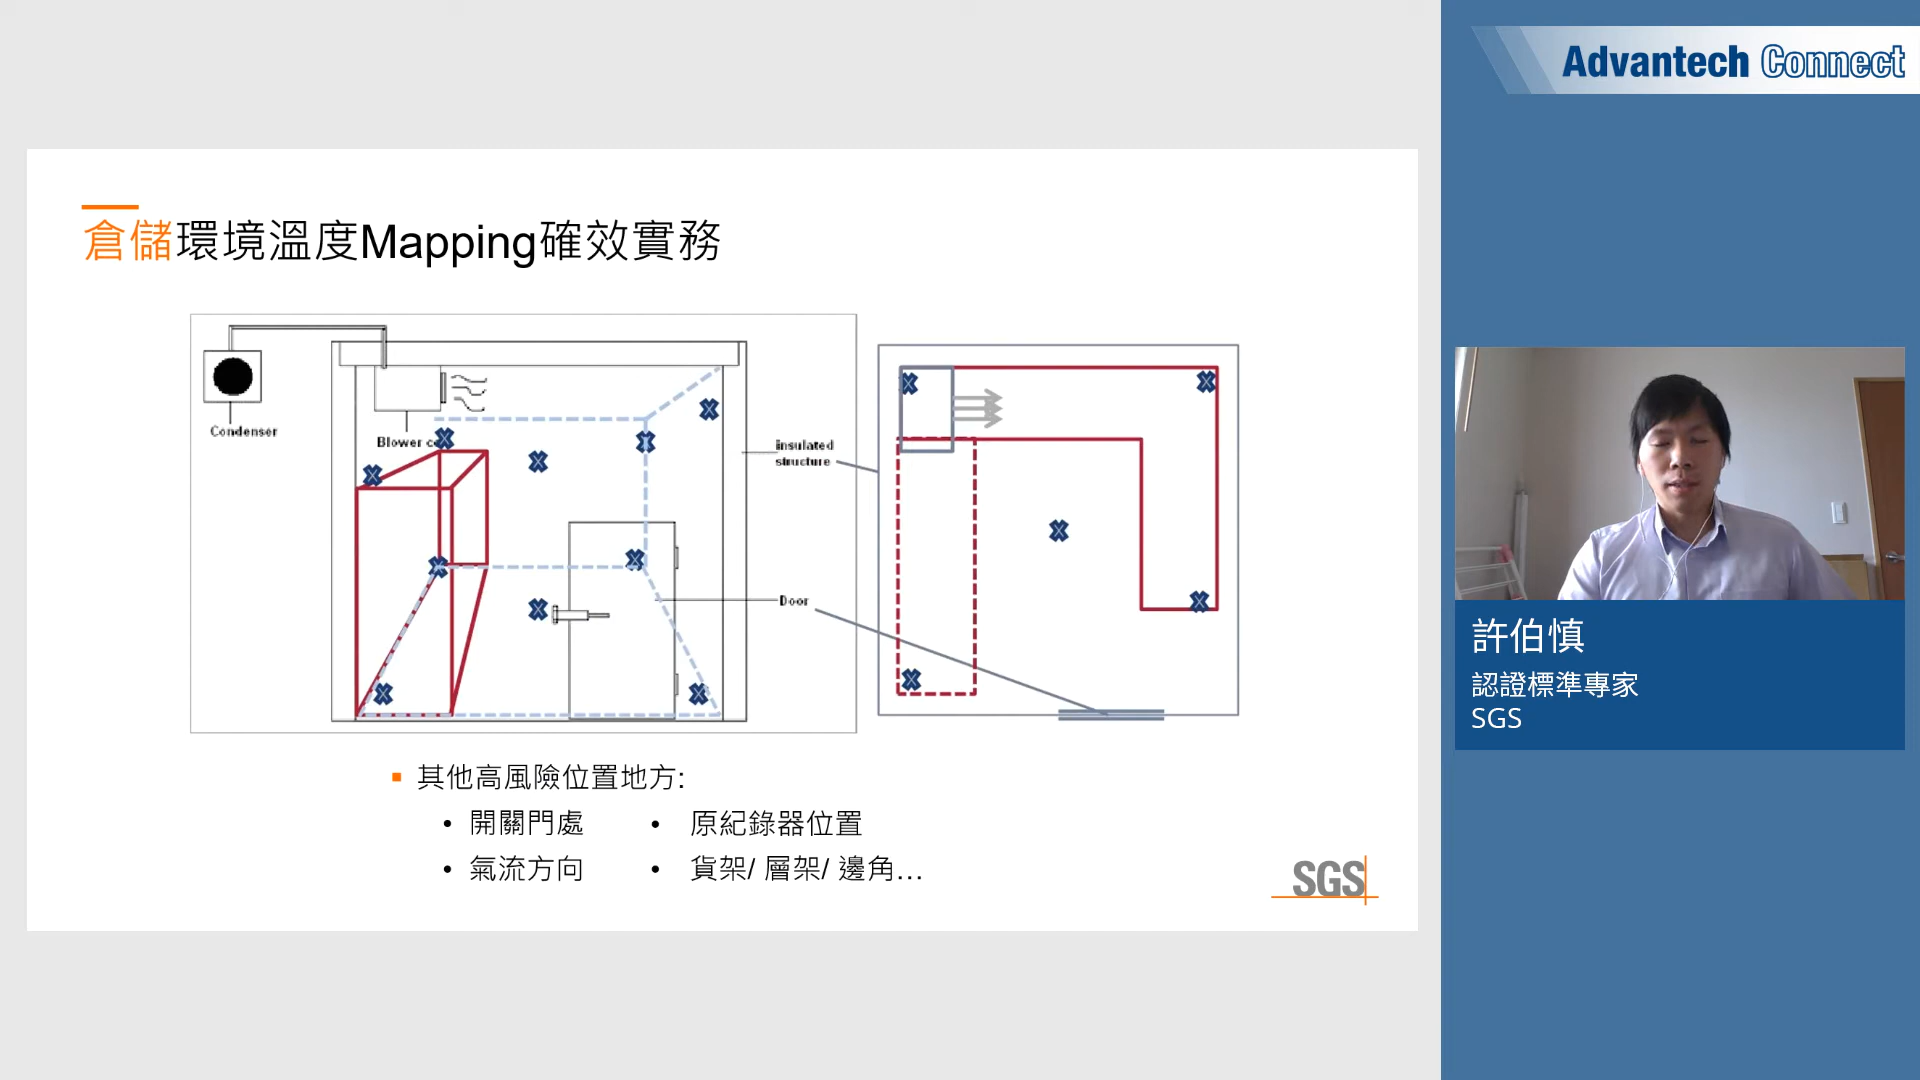 Advantech Connect
倉儲環境溫度Mapping確效實務
Condenser
Blower c
insulated
structure
Door
其他高風險位置地方:
• 開關門處
• 原紀錄器位置
• 氣流方向
• 貨架/ 層架/ 邊角...
SGS
許伯慎
認證標準專家
SGS